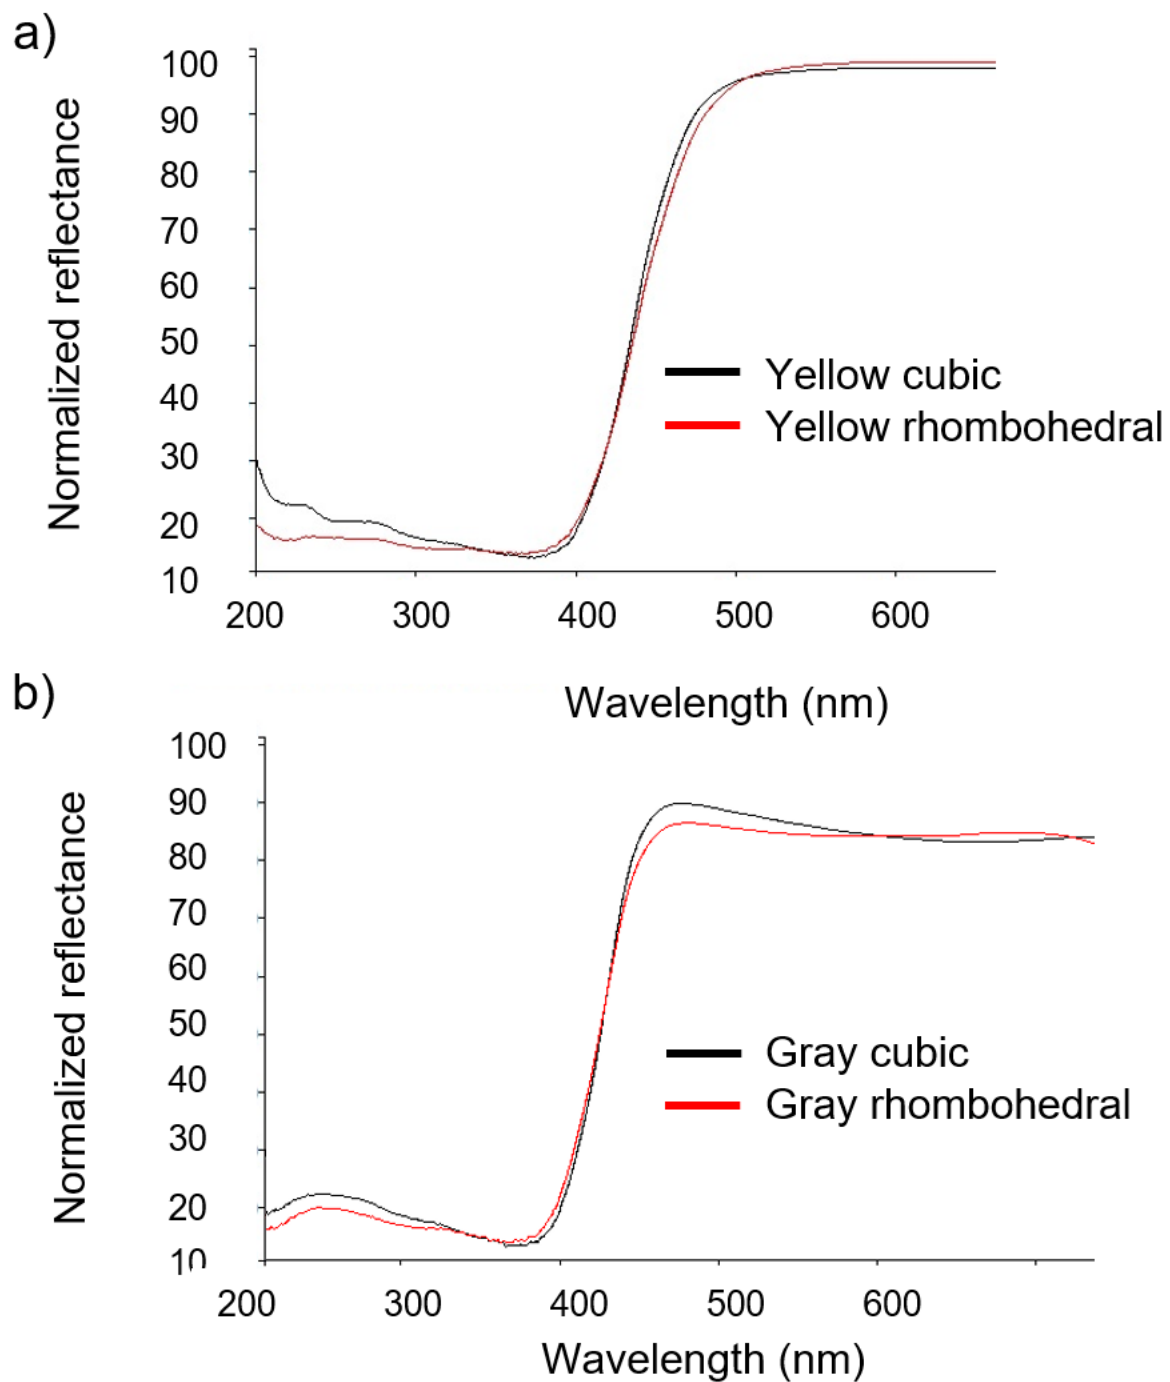 a)
Normalized reflectance
100
90
80
70
60
50
40
30
20
10
200 300 400 500 600
Yellow cubic
Yellow rhombohedral
Wavelength (nm)
b)
Normalized reflectance
100
90
80
70
60
50
40
30
20
10
200 300 400 500 600
Gray cubic
Gray rhombohedral
Wavelength (nm)